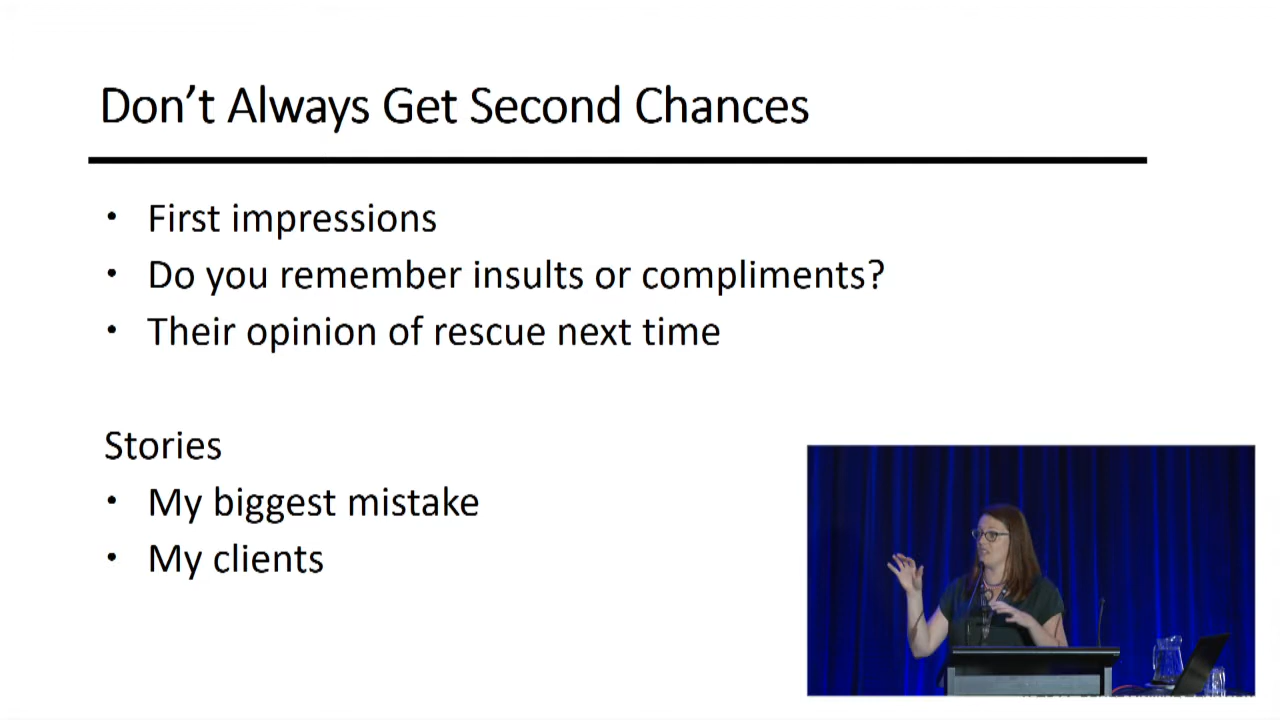 Don’t Always Get Second Chances
• First impressions
• Do you remember insults or compliments?
• Their opinion of rescue next time
Stories
• My biggest mistake
• My clients